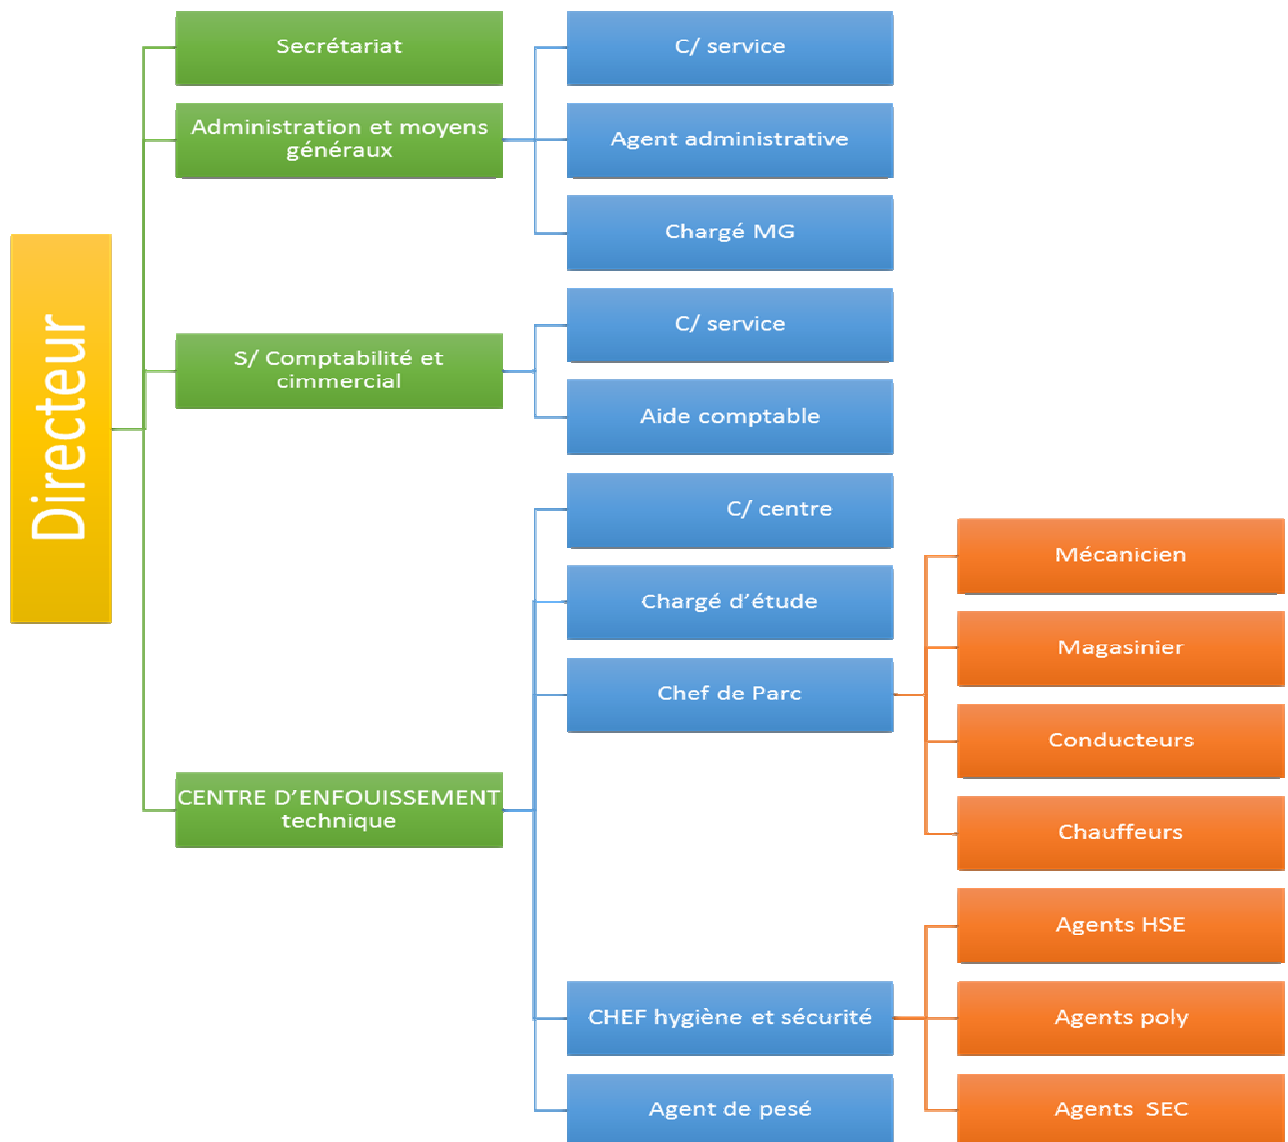 Directeur
Secrétariat
Administration et moyens
généraux
C/ service
Agent administrative
Chargé MG
S/ Comptabilité et
cimmercial
C/ service
Aide comptable
CENTRE D’ENFOUISSEMENT
technique
C/ centre
Chargé d’étude
Chef de Parc
Mécanicien
Magasinier
Conducteurs
Chauffeurs
CHEF hygiène et sécurité
Agents HSE
Agents poly
Agents SEC
Agent de pesé